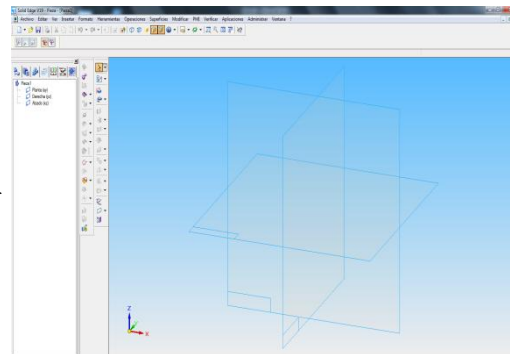 Solid Edge V19 - Pieza - [Pieza1]
Archivo Editar Ver Insertar Formato Herramientas Operaciones Superficies Modificar PMI Verificar Aplicaciones Administrar Ventana ?
Pieza1
Planta (xy)
Derecha (yz)
Alzado (xz)
Z
Y
X